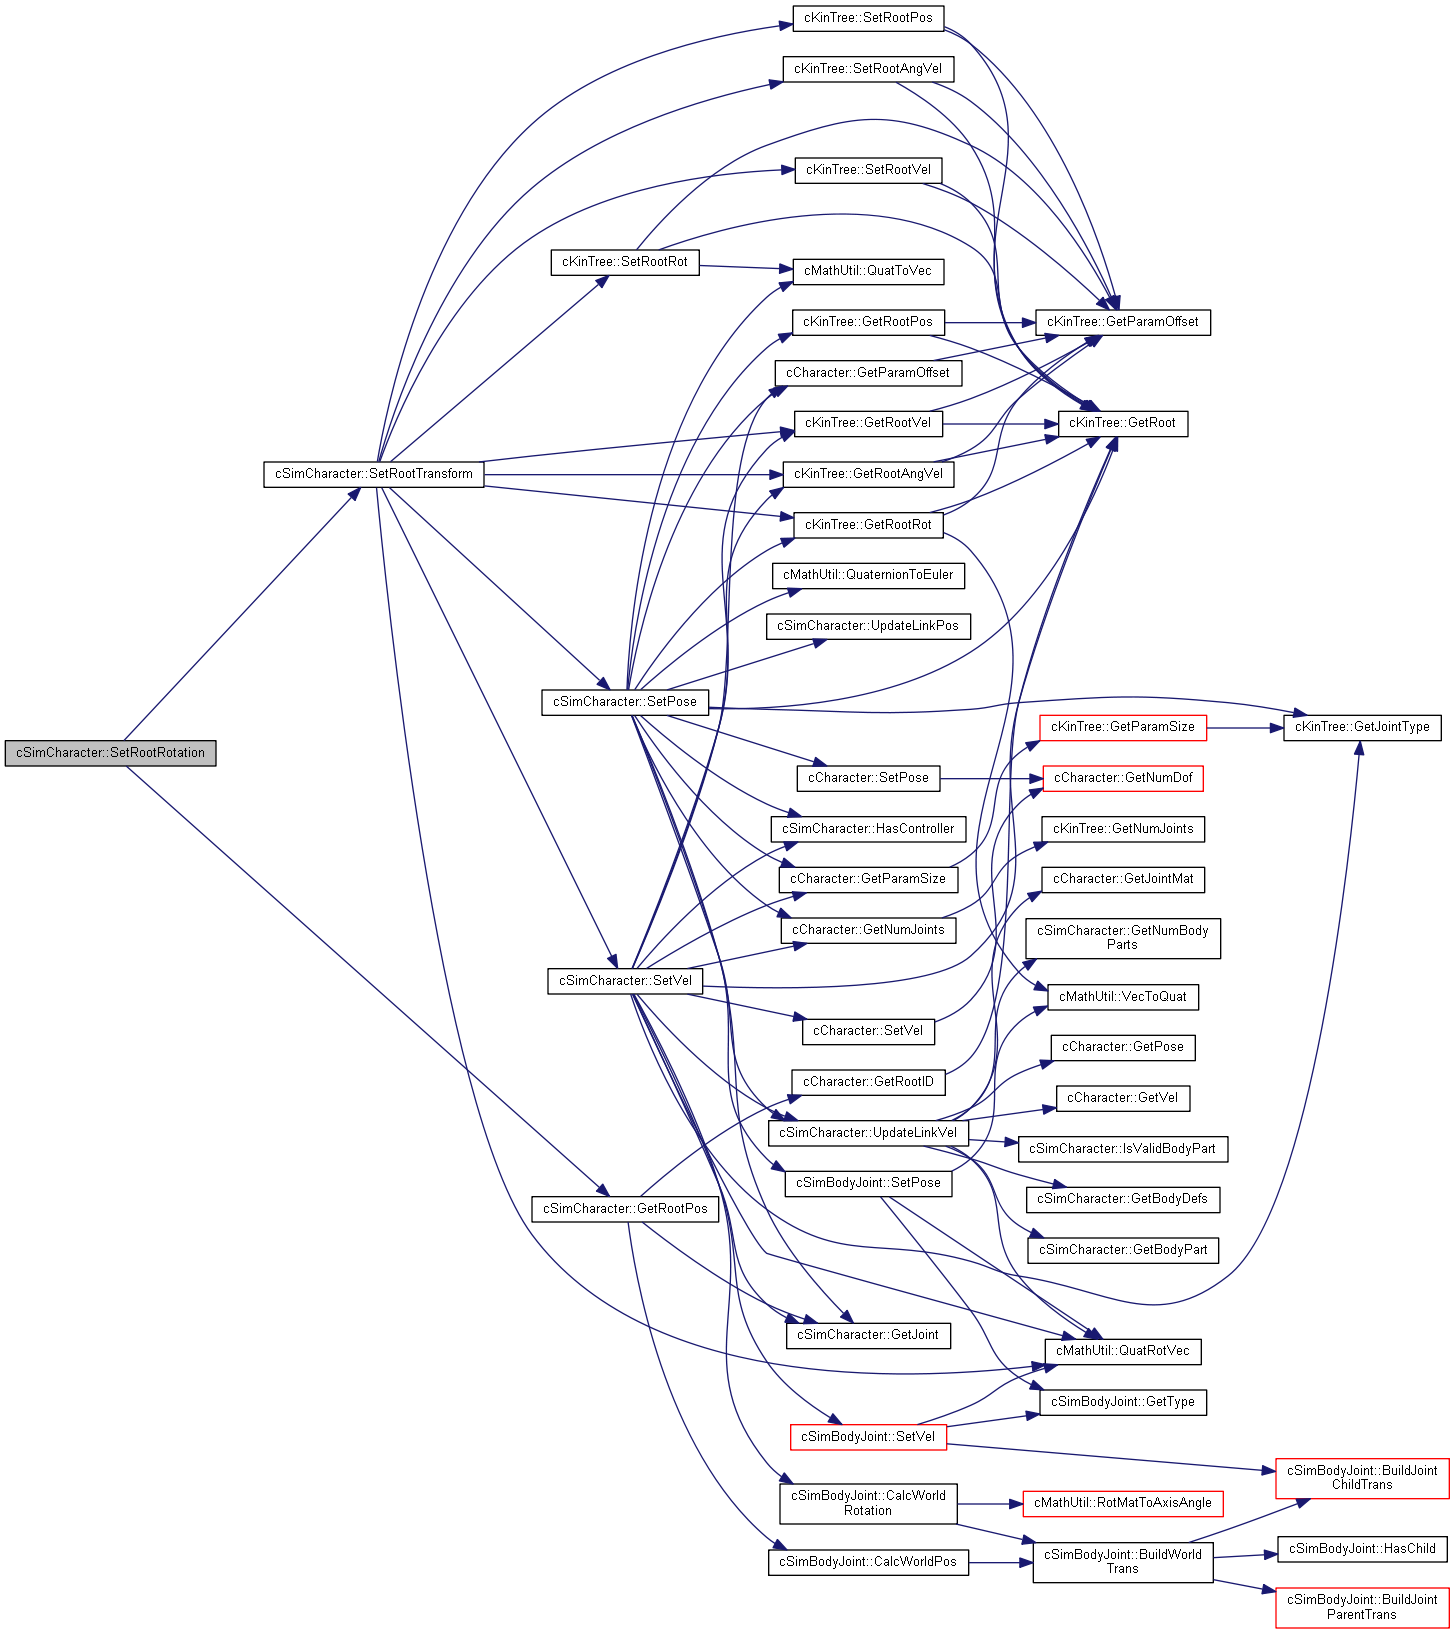 cKinTree::SetRootPos
cKinTree::SetRootAngVel
cKinTree::SetRootVel
cKinTree::SetRootRot
cMathUtil::QuatToVec
cKinTree::GetRootPos
cKinTree::GetParamOffset
cCharacter::GetParamOffset
cKinTree::GetRootVel
cKinTree::GetRoot
cSimCharacter::SetRootTransform
cKinTree::GetRootAngVel
cKinTree::GetRootRot
cMathUtil::QuaternionToEuler
cSimCharacter::UpdateLinkPos
cSimCharacter::SetPose
cKinTree::GetParamSize
cKinTree::GetJointType
cSimCharacter::SetRootRotation
cCharacter::SetPose
cCharacter::GetNumDof
cSimCharacter::HasController
cKinTree::GetNumJoints
cCharacter::GetParamSize
cCharacter::GetJointMat
cCharacter::GetNumJoints
cSimCharacter::GetNumBody
Parts
cSimCharacter::SetVel
cMathUtil::VecToQuat
cCharacter::SetVel
cCharacter::GetPose
cCharacter::GetRootID
cCharacter::GetVel
cSimCharacter::UpdateLinkVel
cSimCharacter::IsValidBodyPart
cSimBodyJoint::SetPose
cSimCharacter::GetBodyDefs
cSimCharacter::GetRootPos
cSimCharacter::GetBodyPart
cSimCharacter::GetJoint
cMathUtil::QuatRotVec
cSimBodyJoint::GetType
cSimBodyJoint::SetVel
cSimBodyJoint::BuildJoint
ChildTrans
cSimBodyJoint::CalcWorld
Rotation
cMathUtil::RotMatToAxisAngle
cSimBodyJoint::BuildWorld
Trans
cSimBodyJoint::HasChild
cSimBodyJoint::CalcWorldPos
cSimBodyJoint::BuildJoint
ParentTrans